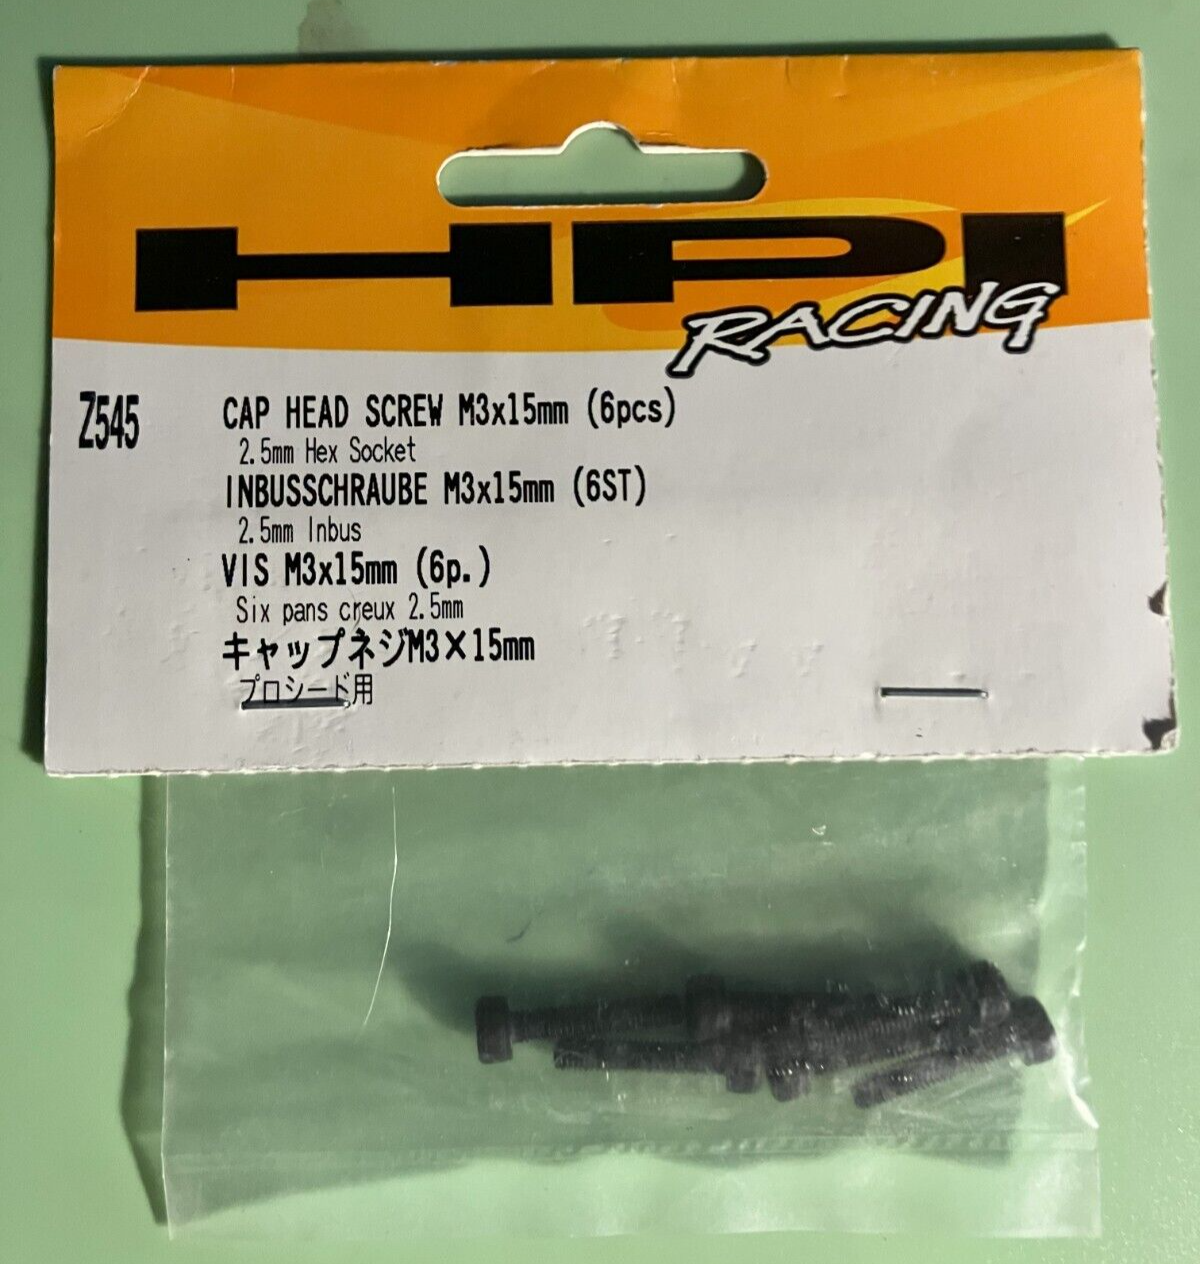 HPI
RACING
Z545
CAP HEAD SCREW M3x15mm (6pcs)
2.5mm Hex Socket
INBUSSCHRAUBE M3x15mm (6ST)
2.5mm Inbus
VIS M3x15mm (6p.)
Six pans creux 2.5mm
キャップネジM3×15mm
プロシード用